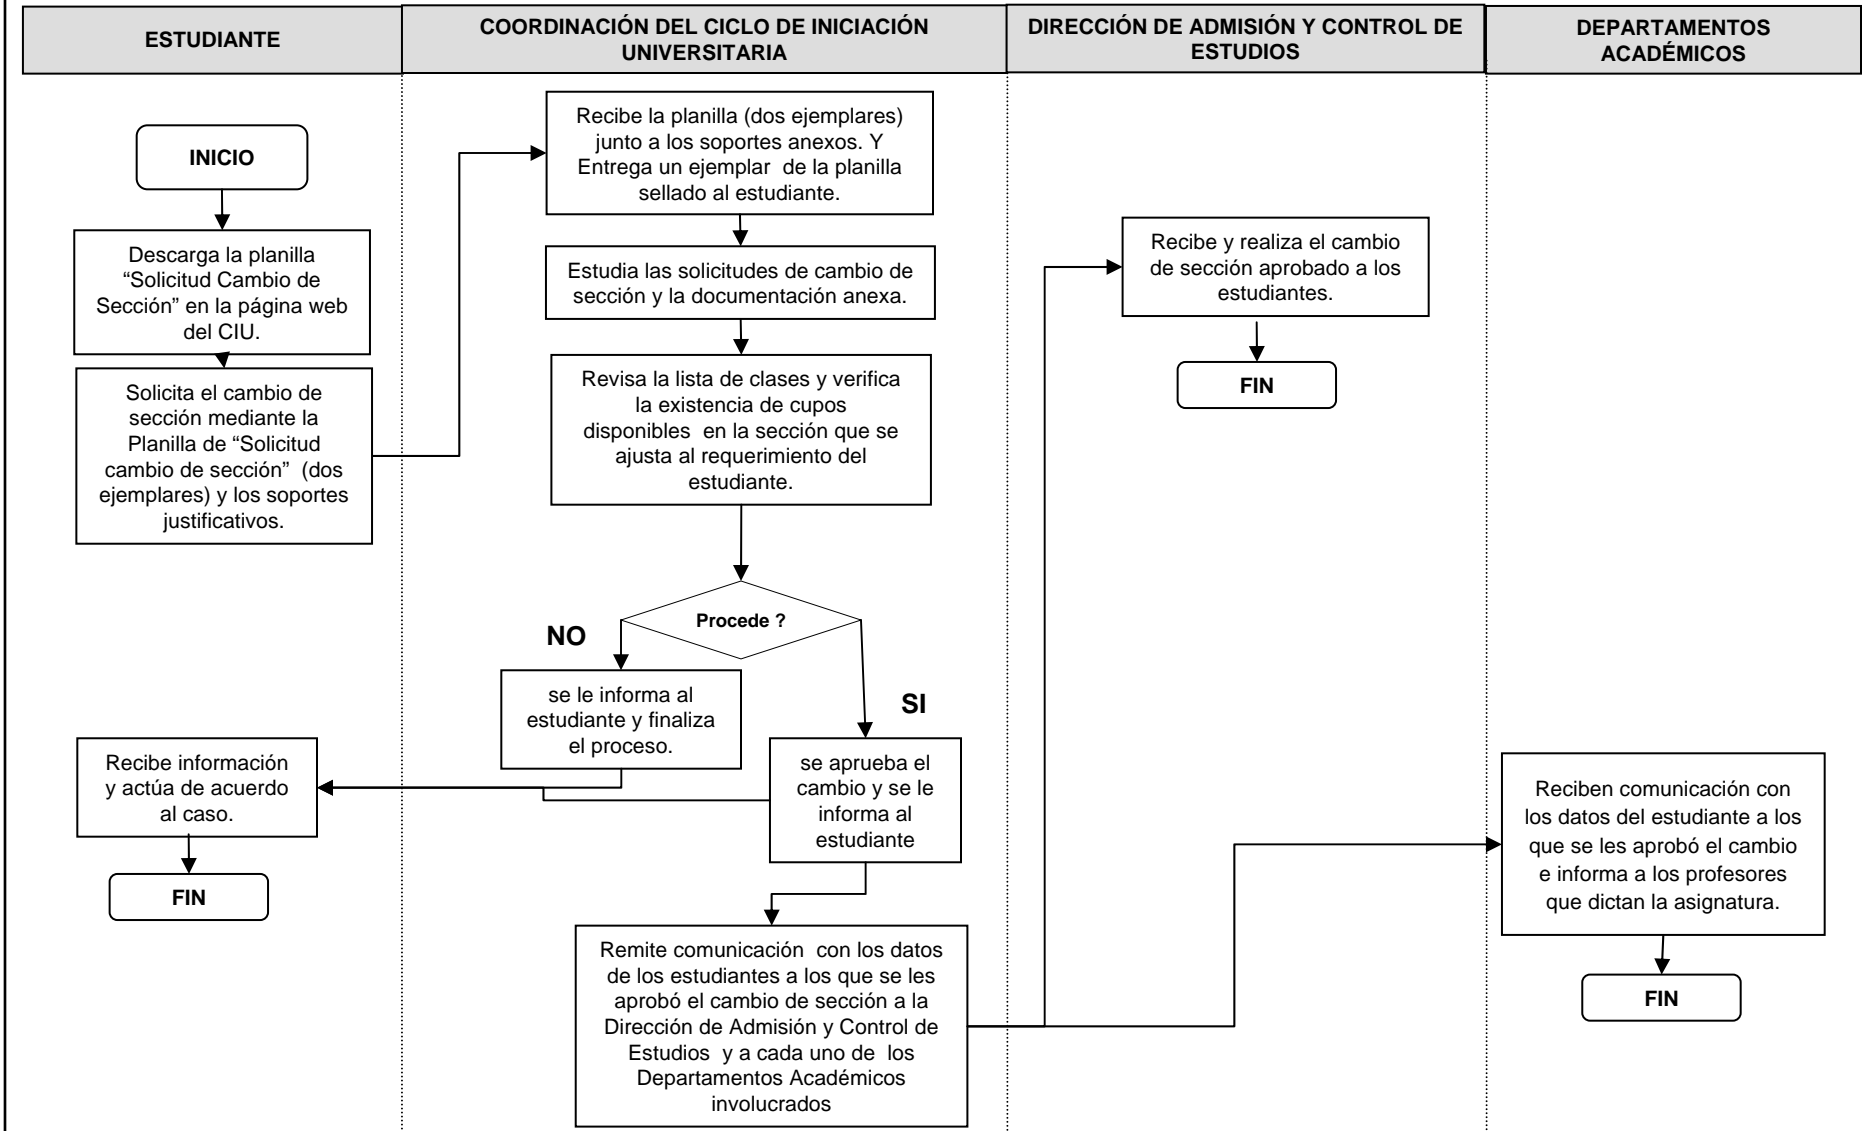 ESTUDIANTE
COORDINACIÓN DEL CICLO DE INICIACIÓN
UNIVERSITARIA
DIRECCIÓN DE ADMISIÓN Y CONTROL DE
ESTUDIOS
DEPARTAMENTOS
ACADÉMICOS
INICIO
Descarga la planilla
“Solicitud Cambio de
Sección” en la página web
del CIU.
Solicita el cambio de
sección mediante la
Planilla de “Solicitud
cambio de sección” (dos
ejemplares) y los soportes
justificativos.
Recibe la planilla (dos ejemplares)
junto a los soportes anexos. Y
Entrega un ejemplar de la planilla
sellado al estudiante.
Estudia las solicitudes de cambio de
sección y la documentación anexa.
Revisa la lista de clases y verifica
la existencia de cupos
disponibles en la sección que se
ajusta al requerimiento del
estudiante.
Procede ?
NO
SI
se le informa al
estudiante y finaliza
el proceso.
se aprueba el
cambio y se le
informa al
estudiante
Recibe información
y actúa de acuerdo
al caso.
FIN
Remite comunicación con los datos
de los estudiantes a los que se les
aprobó el cambio de sección a la
Dirección de Admisión y Control de
Estudios y a cada uno de los
Departamentos Académicos
involucrados
Recibe y realiza el cambio
de sección aprobado a los
estudiantes.
FIN
Reciben comunicación con
los datos del estudiante a los
que se les aprobó el cambio
e informa a los profesores
que dictan la asignatura.
FIN